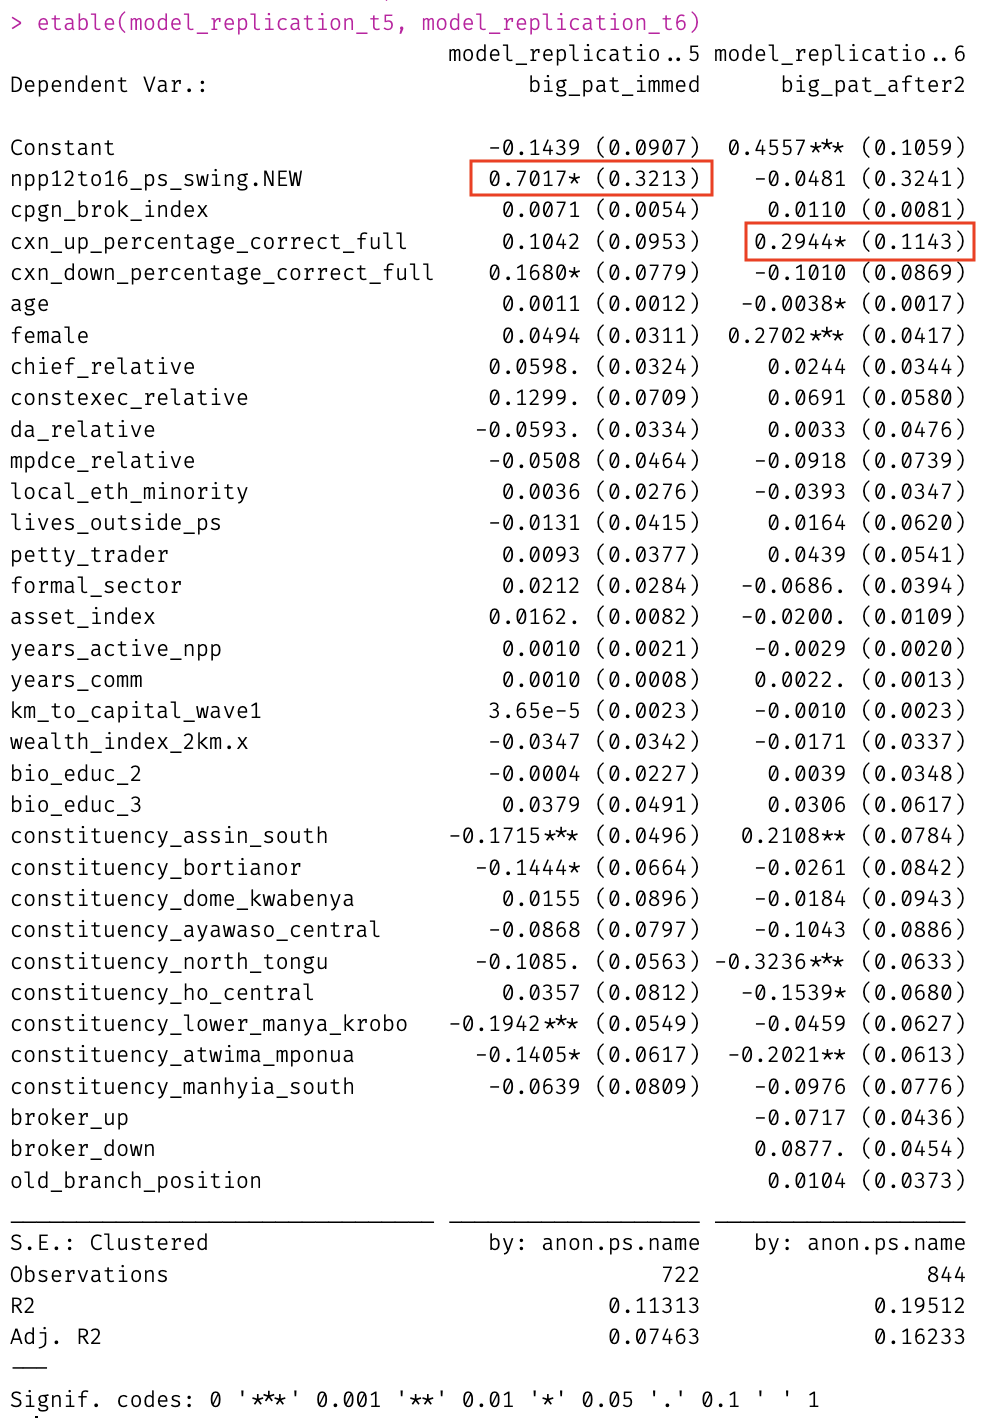 > etable(model_replication_t5, model_replication_t6)
model_replicatio..5 model_replicatio..6
Dependent Var.: big_pat_immed big_pat_after2
Constant -0.1439 (0.0907) 0.4557*** (0.1059)
npp12to16_ps_swing.NEW 0.7017* (0.3213) -0.0481 (0.3241)
cpgn_brok_index 0.0071 (0.0054) 0.0110 (0.0081)
cxn_up_percentage_correct_full 0.1042 (0.0953) 0.2944* (0.1143)
cxn_down_percentage_correct_full 0.1680* (0.0779) -0.1010 (0.0869)
age 0.0011 (0.0012) -0.0038* (0.0017)
female 0.0494 (0.0311) 0.2702*** (0.0417)
chief_relative 0.0598. (0.0324) 0.0244 (0.0344)
constexec_relative 0.1299. (0.0709) 0.0691 (0.0580)
da_relative -0.0593. (0.0334) 0.0033 (0.0476)
mpdce_relative -0.0508 (0.0464) -0.0918 (0.0739)
local_eth_minority 0.0036 (0.0276) -0.0393 (0.0347)
lives_outside_ps -0.0131 (0.0415) 0.0164 (0.0620)
petty_trader 0.0093 (0.0377) 0.0439 (0.0541)
formal_sector 0.0212 (0.0284) -0.0686. (0.0394)
asset_index 0.0162. (0.0082) -0.0200. (0.0109)
years_active_npp 0.0010 (0.0021) -0.0029 (0.0020)
years_comm 0.0010 (0.0008) 0.0022. (0.0013)
km_to_capital_wave1 3.65e-5 (0.0023) -0.0010 (0.0023)
wealth_index_2km.x -0.0347 (0.0342) -0.0171 (0.0337)
bio_educ_2 -0.0004 (0.0227) 0.0039 (0.0348)
bio_educ_3 0.0379 (0.0491) 0.0306 (0.0617)
constituency_assin_south -0.1715*** (0.0496) 0.2108** (0.0784)
constituency_bortianor -0.1444* (0.0664) -0.0261 (0.0842)
constituency_dome_kwabenya 0.0155 (0.0896) -0.0184 (0.0943)
constituency_ayawaso_central -0.0868 (0.0797) -0.1043 (0.0886)
constituency_north_tongu -0.1085. (0.0563) -0.3236*** (0.0633)
constituency_ho_central 0.0357 (0.0812) -0.1539* (0.0680)
constituency_lower_manya_krobo -0.1942*** (0.0549) -0.0459 (0.0627)
constituency_atwima_mponua -0.1405* (0.0617) -0.2021** (0.0613)
constituency_manhyia_south -0.0639 (0.0809) -0.0976 (0.0776)
broker_up -0.0717 (0.0436)
broker_down 0.0877. (0.0454)
old_branch_position 0.0104 (0.0373)
________________________________ ___________________ ___________________
S.E.: Clustered by: anon.ps.name by: anon.ps.name
Observations 722 844
R2 0.11313 0.19512
Adj. R2 0.07463 0.16233
---
Signif. codes: 0 '***' 0.001 '**' 0.01 '*' 0.05 '.' 0.1 ' ' 1